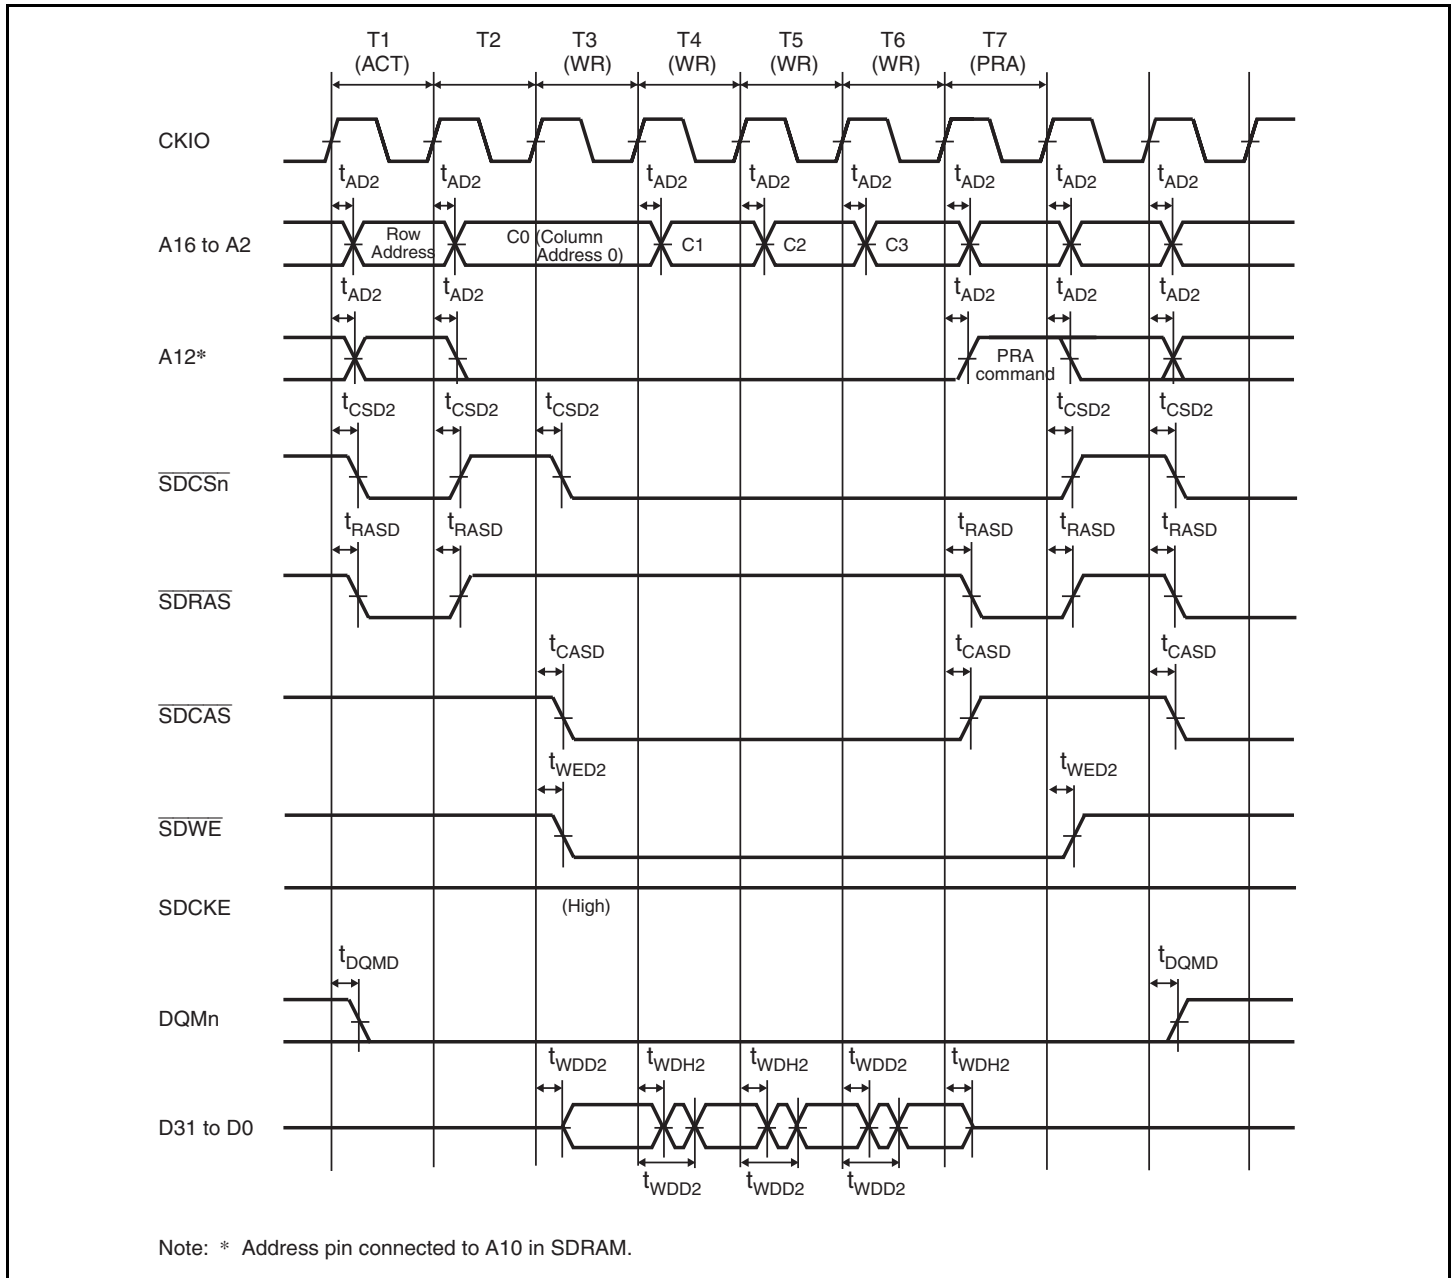 T1 T2 T3 T4 T5 T6 T7
(ACT) (WR) (WR) (WR) (WR) (PRA)
CKIO
tAD2 tAD2 tAD2 tAD2 tAD2 tAD2 tAD2 tAD2
A16 to A2
Row
Address
C0 (Column
Address 0)
C1
C2
C3
tAD2 tAD2 tAD2 tAD2 tAD2
A12*
PRA
command
tCSD2 tCSD2 tCSD2 tCSD2 tCSD2
SDCSn
tRASD tRASD tRASD tRASD tRASD
SDRAS
tCASD tCASD tCASD
SDCAS
tWED2 tWED2
SDWE
SDCKE
(High)
tDQMD tDQMD
DQMn
tWDD2 tWDH2 tWDH2 tWDD2 tWDH2
D31 to D0
tWDD2 tWDD2 tWDD2
Note: * Address pin connected to A10 in SDRAM.